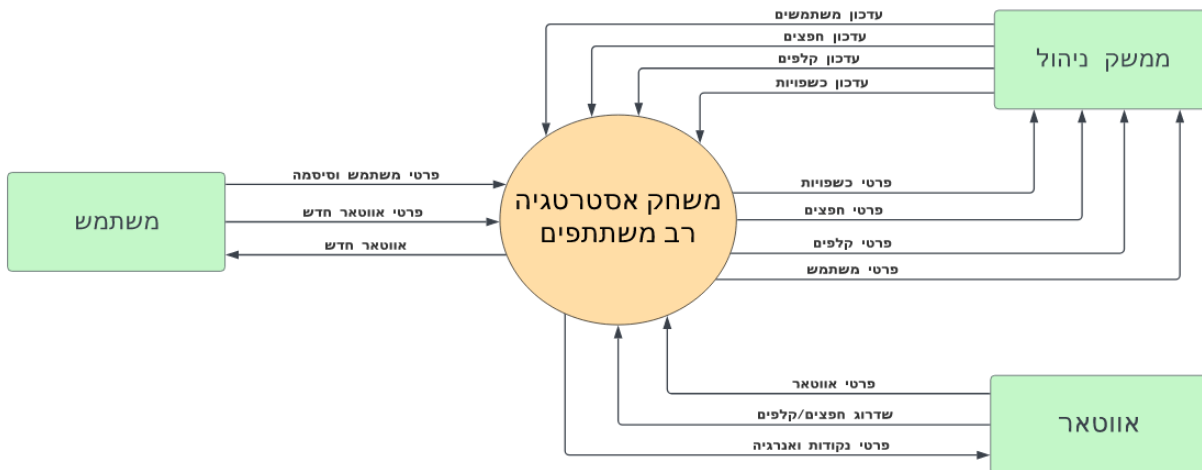 עדכון משתמשים
עדכון חפצים
עדכון קלפים
עדכון כשפויות
ממשק ניהול
פרטי משתמש וסיסמה
פרטי אווטאר חדש
אווטאר חדש
משתמש
משחק אסטרטגיה
רב משתתפים
פרטי כשפויות
פרטי חפצים
פרטי קלפים
פרטי משתמש
פרטי אווטאר
שדרוג חפצים/קלפים
פרטי נקודות ואנרגיה
אווטאר